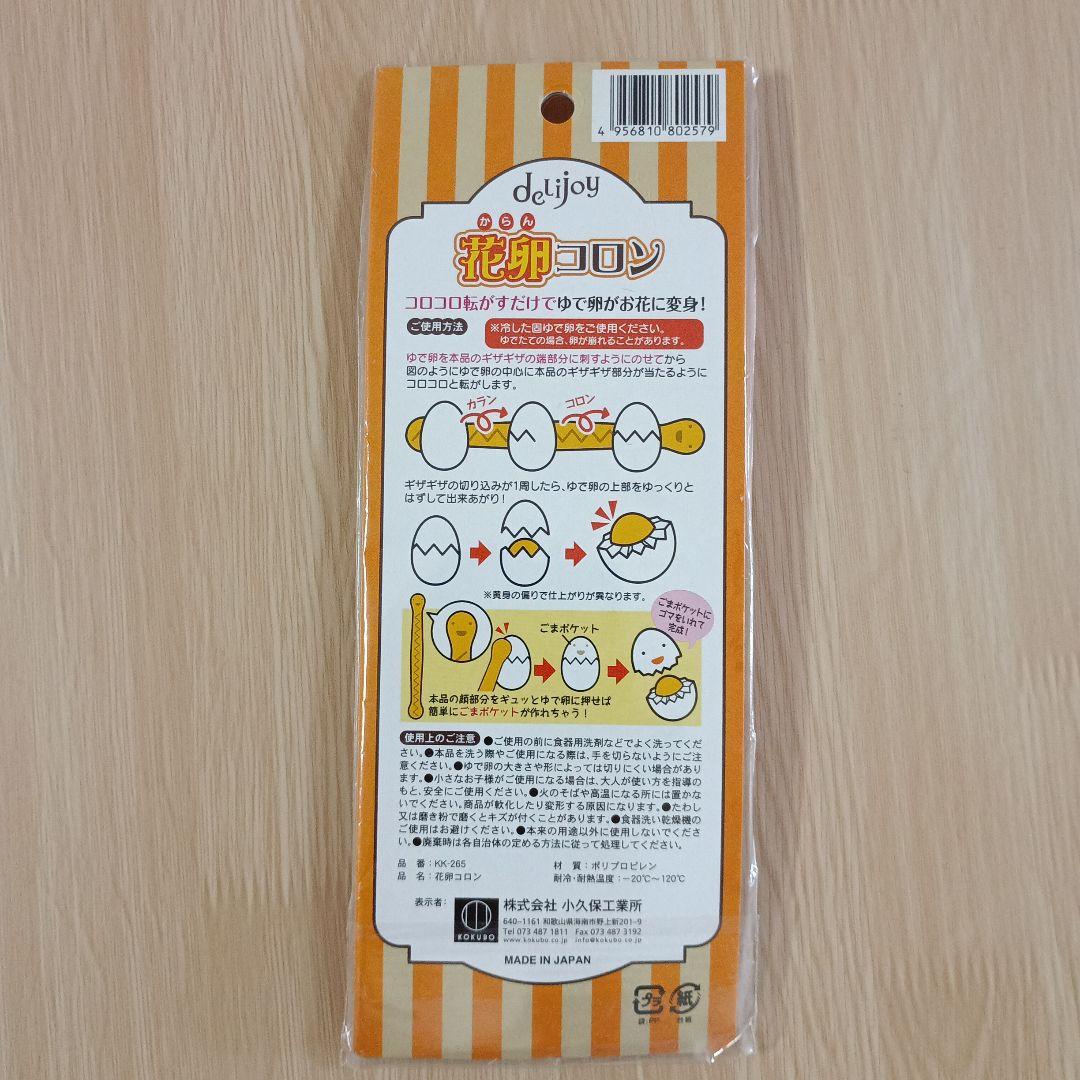 4 956810 802579
delijoy
からん
花卵コロン
コロコロ転がすだけでゆで卵がお花に変身!
ご使用方法
※冷した固ゆで卵をご使用ください。
ゆでたての場合、卵が崩れることがあります。
ゆで卵を本品のギザギザの端部分に刺すようにのせてから
図のようにゆで卵の中心に本品のギザギザ部分が当たるように
コロコロと転がします。
カラン
コロン
ギザギザの切り込みが1周したら、ゆで卵の上部をゆっくりと
はずして出来あがり!
※黄身の偏りで仕上がりが異なります。
ごまポケットに
ゴマをいれて
完成!
ごまポケット
本品の顔部分をギュッとゆで卵に押せば
簡単にごまポケットが作れちゃう!
使用上のご注意 ●ご使用の前に食器用洗剤などでよく洗ってくだ
さい。●本品を洗う際やご使用になる際は、手を切らないようにご注
意ください。●ゆで卵の大きさや形によっては切りにくい場合があり
ます。●小さなお子様がご使用になる場合は、大人が使い方を指導の
もと、安全にご使用ください。●火のそばや高温になる所には置かな
いでください。商品が軟化したり変形する原因になります。●たわし
又は磨き粉で磨くとキズが付くことがあります。●食器洗い乾燥機の
ご使用はお避けください。●本来の用途以外に使用しないでくださ
い。●廃棄時は各自治体の定める方法に従って処理してください。
品 番:KK-265
品 名:花卵コロン
材 質:ポリプロピレン
耐冷・耐熱温度:−20℃〜120℃
表示者:
KOKUBO
株式会社 小久保工業所
640−1161 和歌山県海南市野上新201-9
Tel 073 487 1811 Fax 073 487 3192
www.kokubo.co.jp info@kokubo.co.jp
MADE IN JAPAN
プラ
紙
袋:PP
台紙